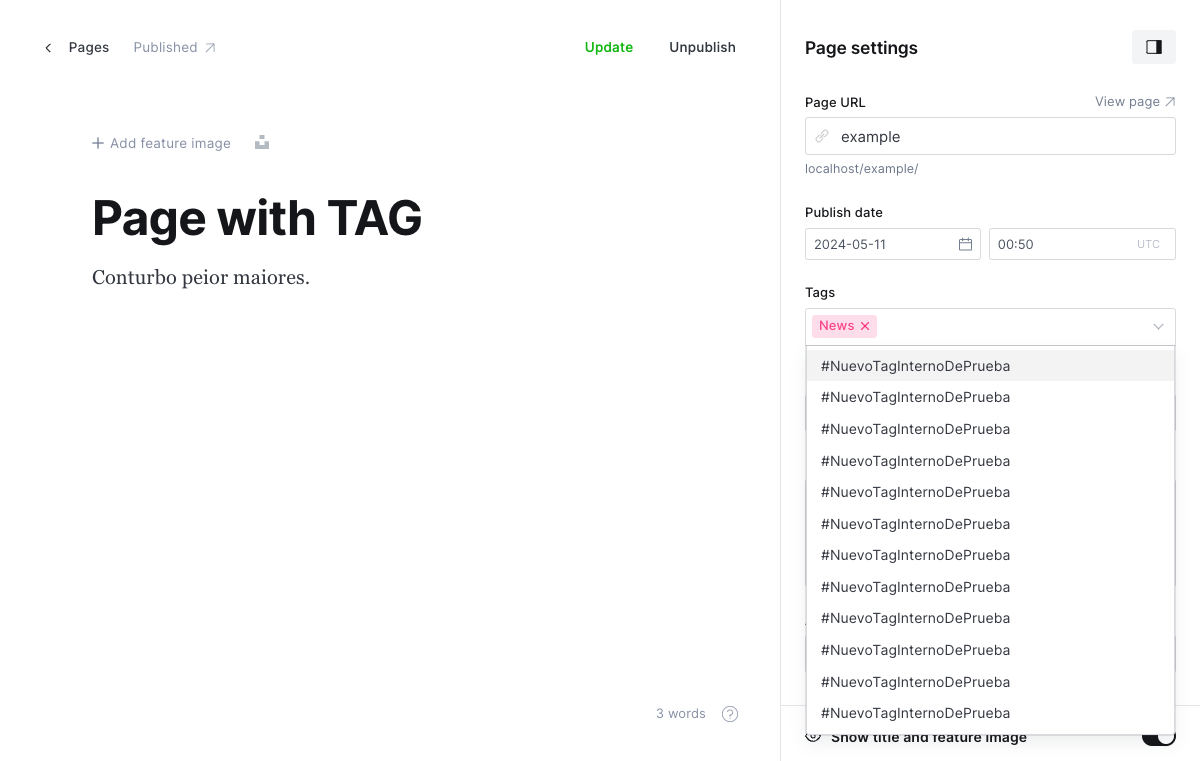 Pages Published
Update Unpublish
Add feature image
Page with TAG
Conturbo peior maiores.
3 words
?
Page settings
Page URL View page
example
localhost/example/
Publish date
2024-05-11 00:50 UTC
Tags
News
#NuevoTagInternoDePrueba
#NuevoTagInternoDePrueba
#NuevoTagInternoDePrueba
#NuevoTagInternoDePrueba
#NuevoTagInternoDePrueba
#NuevoTagInternoDePrueba
#NuevoTagInternoDePrueba
#NuevoTagInternoDePrueba
#NuevoTagInternoDePrueba
#NuevoTagInternoDePrueba
#NuevoTagInternoDePrueba
#NuevoTagInternoDePrueba
Show title and feature image